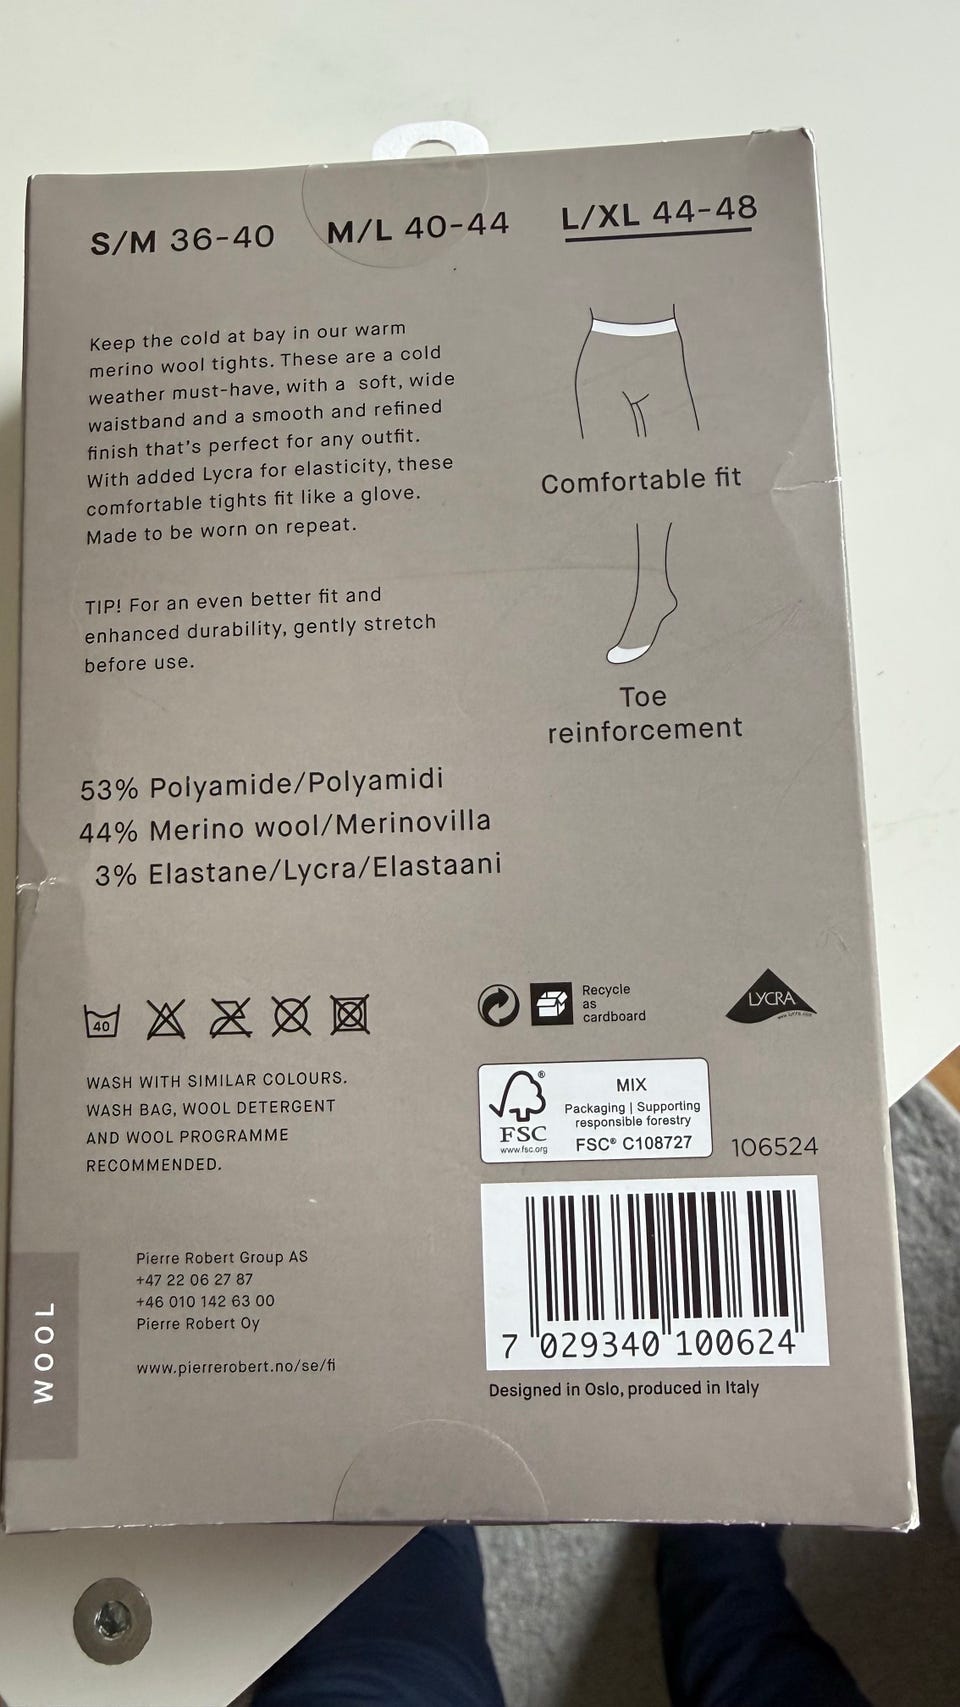 S/M 36-40 M/L 40-44 L/XL 44-48
Keep the cold at bay in our warm
merino wool tights. These are a cold
weather must-have, with a soft, wide
waistband and a smooth and refined
finish that's perfect for any outfit.
With added Lycra for elasticity, these
comfortable tights fit like a glove.
Made to be worn on repeat.
TIP! For an even better fit and
enhanced durability, gently stretch
before use.
Comfortable fit
Toe
reinforcement
53% Polyamide/Polyamidi
44% Merino wool/Merinovilla
3% Elastane/Lycra/Elastaani
40
WASH WITH SIMILAR COLOURS.
WASH BAG, WOOL DETERGENT
AND WOOL PROGRAMME
RECOMMENDED.
Recycle
as
cardboard
LYCRA
www.lycra.com
FSC®
www.fsc.org
MIX
Packaging | Supporting
responsible forestry
FSC® C108727
106524
WOOL
Pierre Robert Group AS
+47 22 06 27 87
+46 010 142 63 00
Pierre Robert Oy
www.pierrerobert.no/se/fi
7 029340 100624
Designed in Oslo, produced in Italy